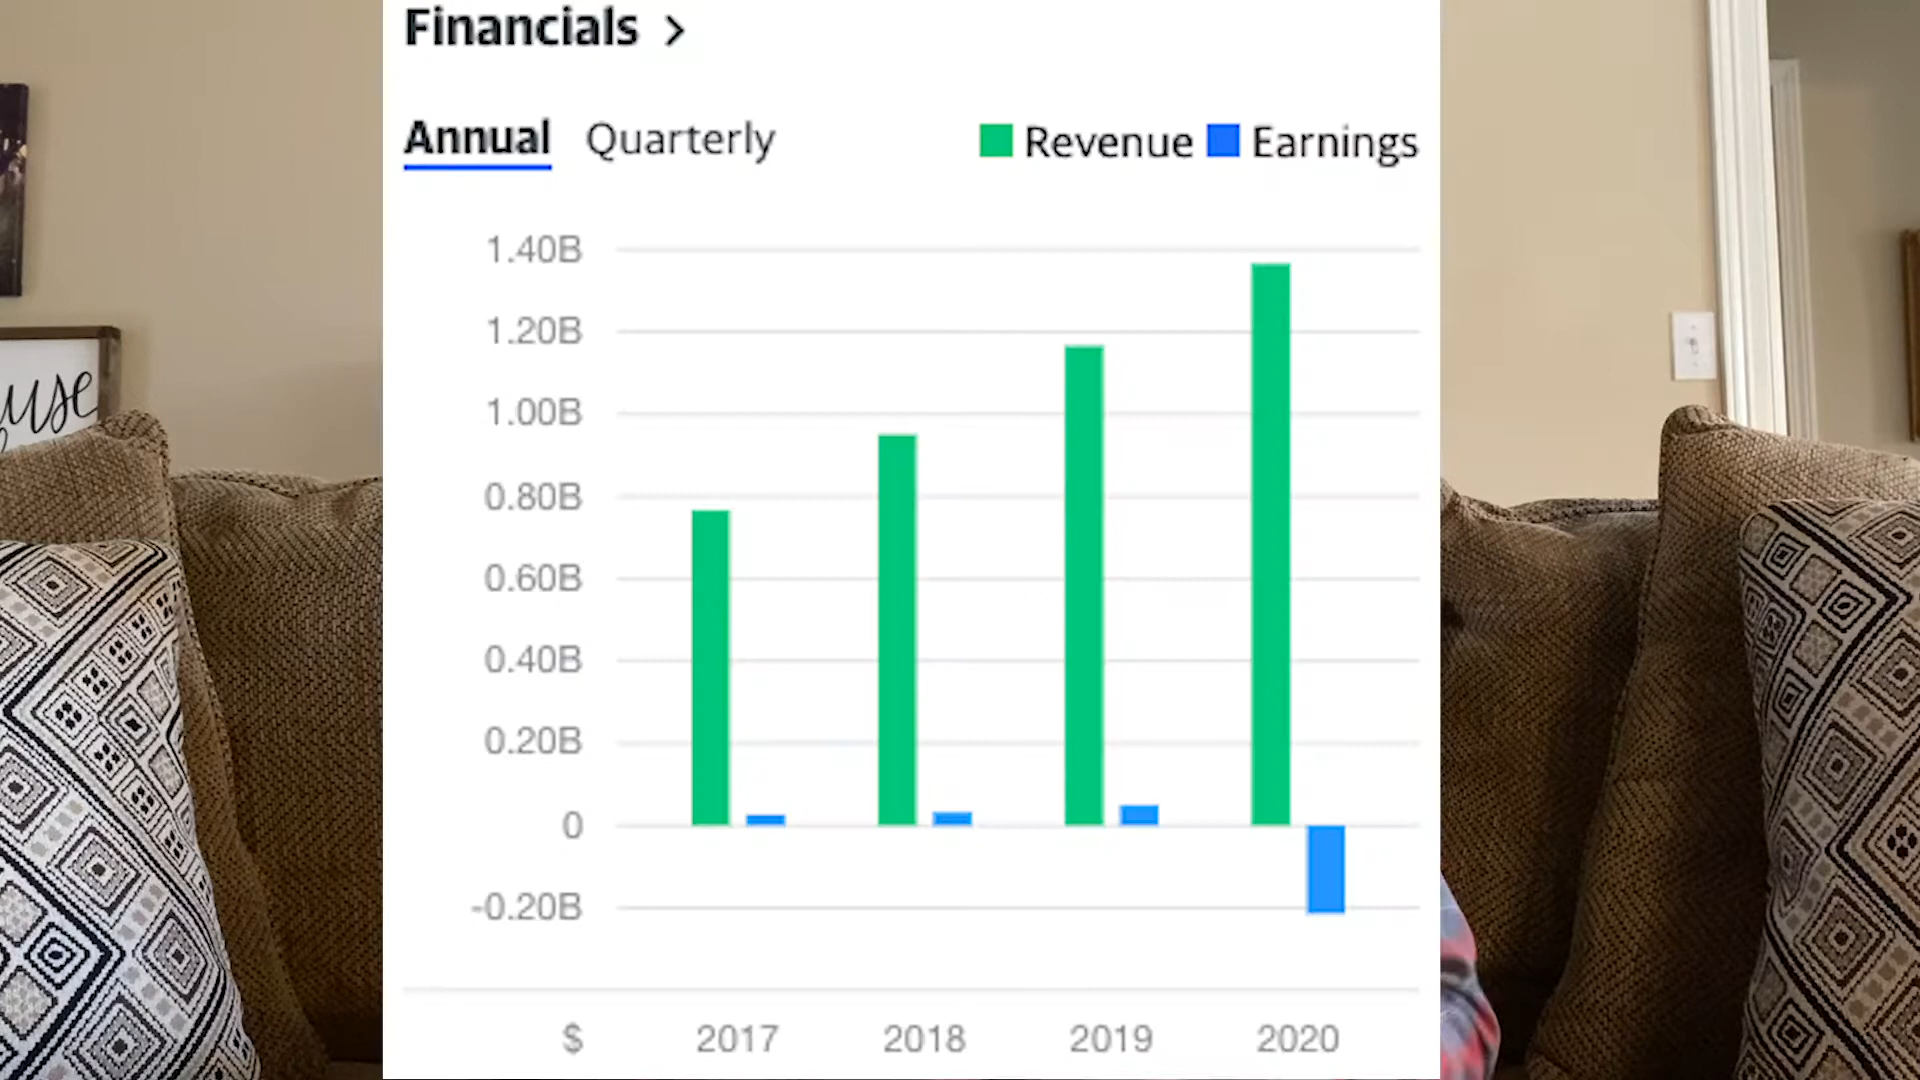 Financials >
Annual Quarterly Revenue Earnings
1.40B
1.20B
1.00B
0.80B
0.60B
0.40B
0.20B
0
-0.20B
$ 2017 2018 2019 2020
use